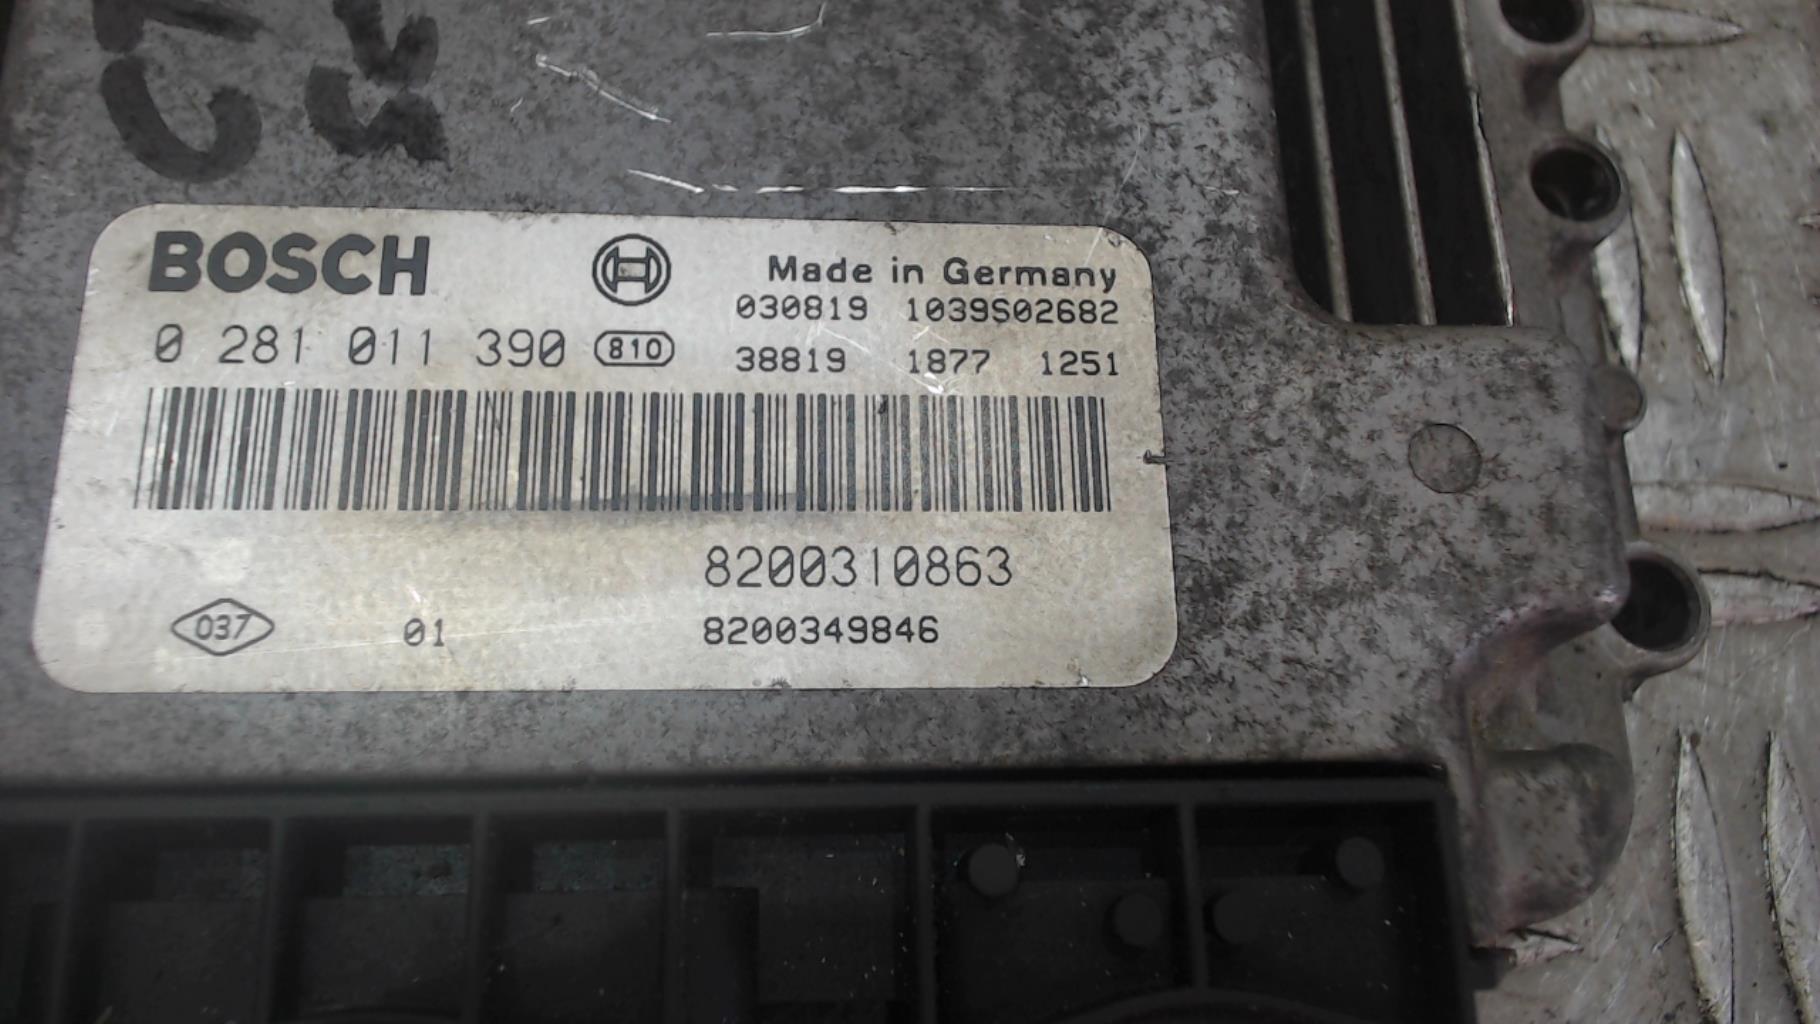 BOSCH
Made in Germany
030819 1039S02682
0 281 011 390 810
38819 1877 1251
8200310863
037 01 8200349846